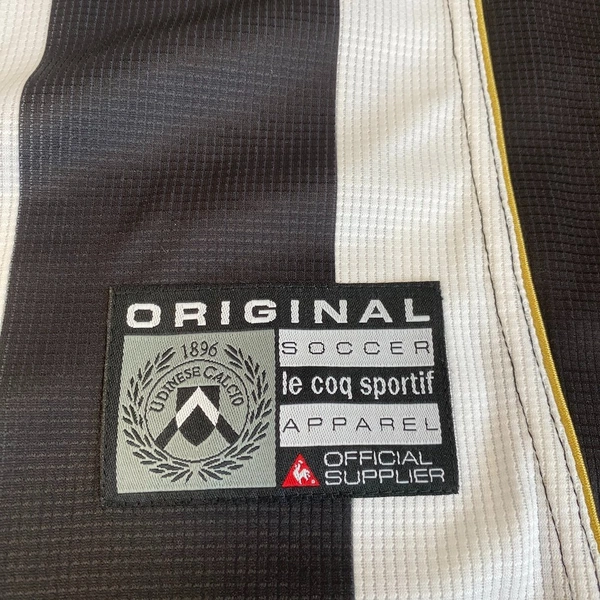 ORIGINAL
1896
UDINESE CALCIO
SOCCER
le coq sportif
APPAREL
OFFICIAL
SUPPLIER